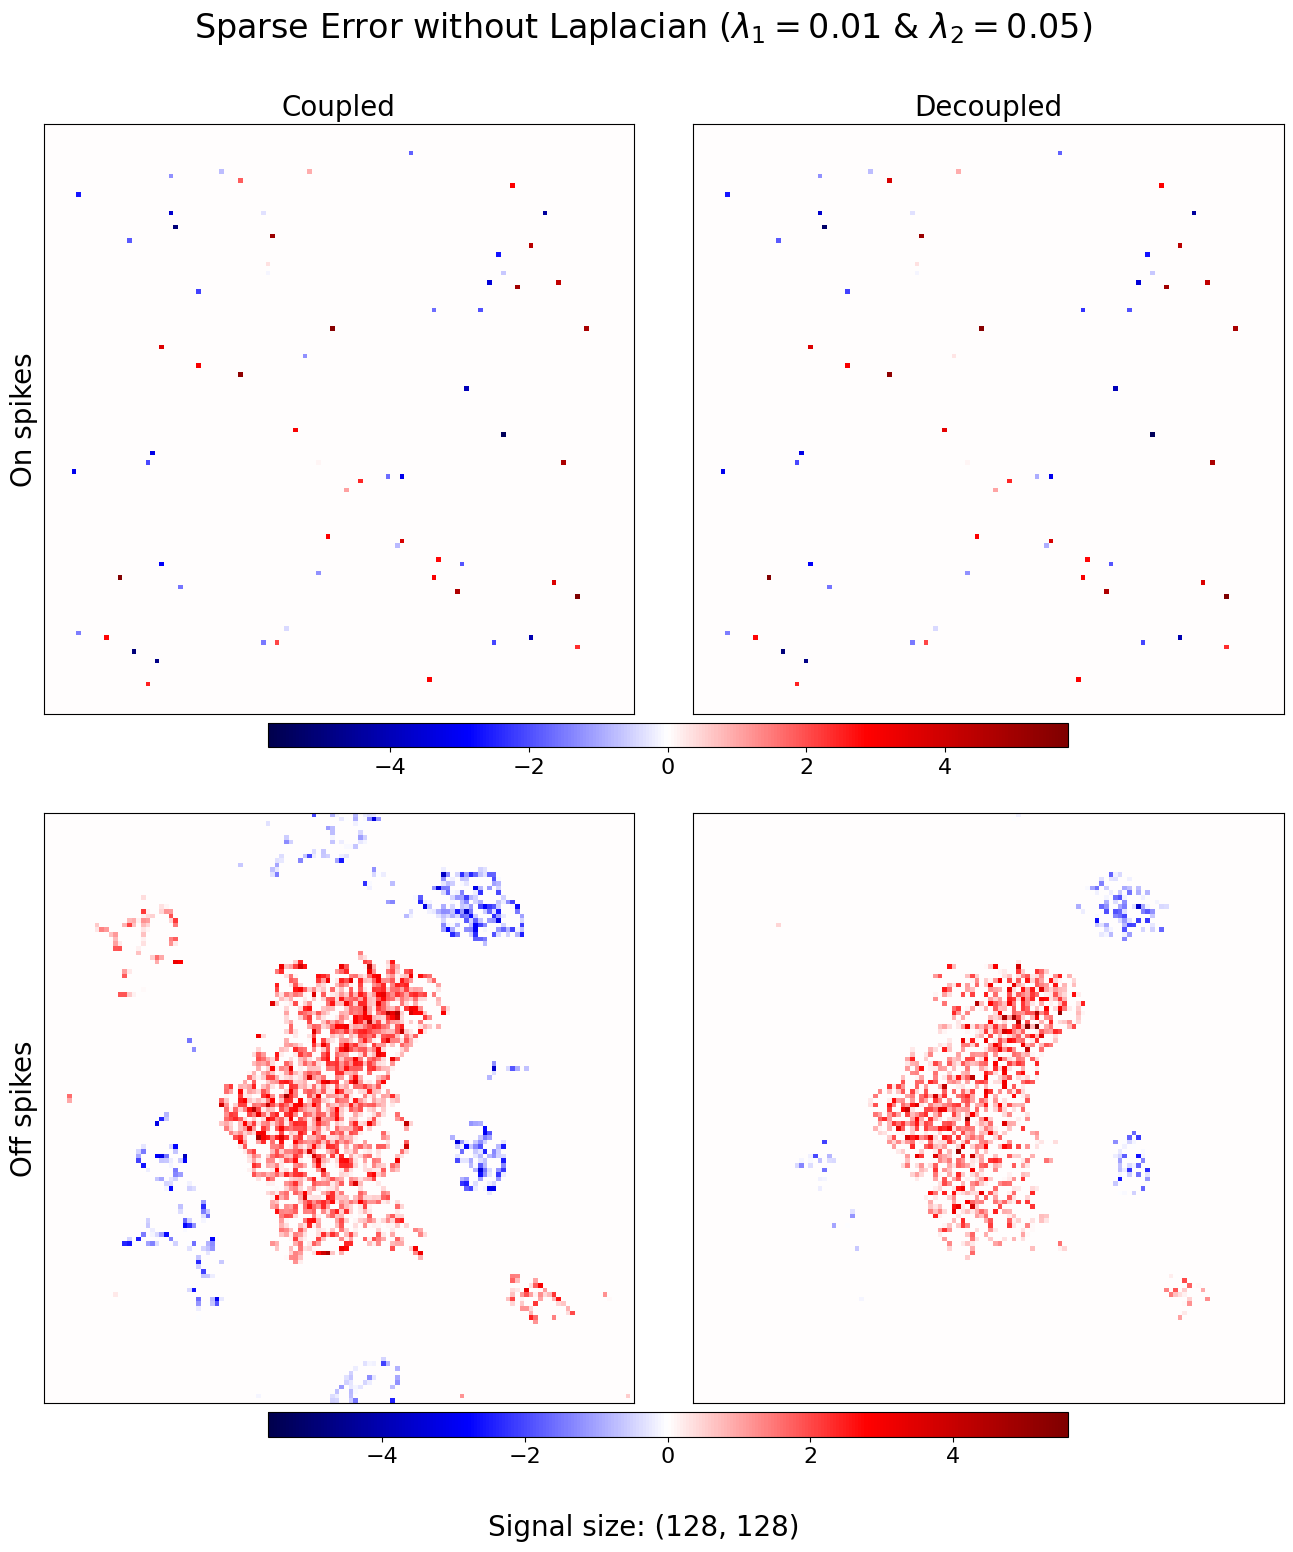 Sparse Error without Laplacian (λ₁ = 0.01 & λ₂ = 0.05)
Coupled
Decoupled
On spikes
−4 −2 0 2 4
Off spikes
−4 −2 0 2 4
Signal size: (128, 128)